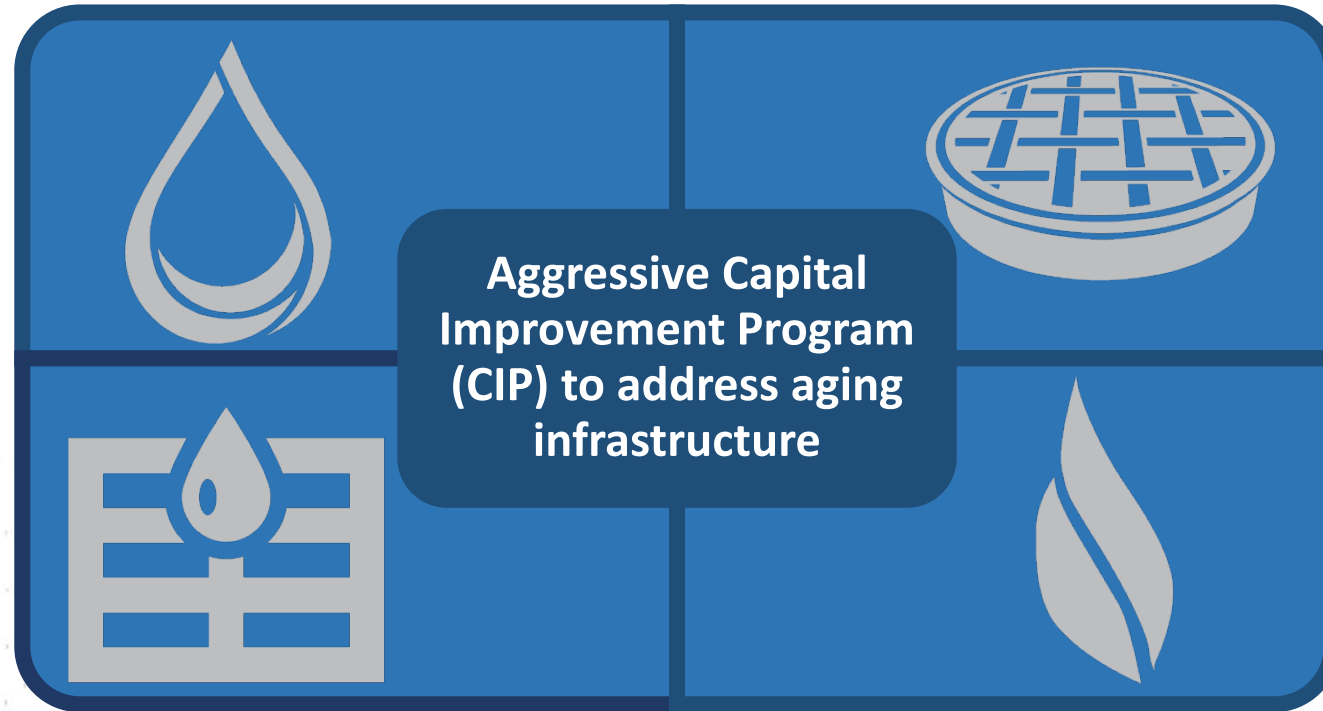 Aggressive Capital
Improvement Program
(CIP) to address aging
infrastructure